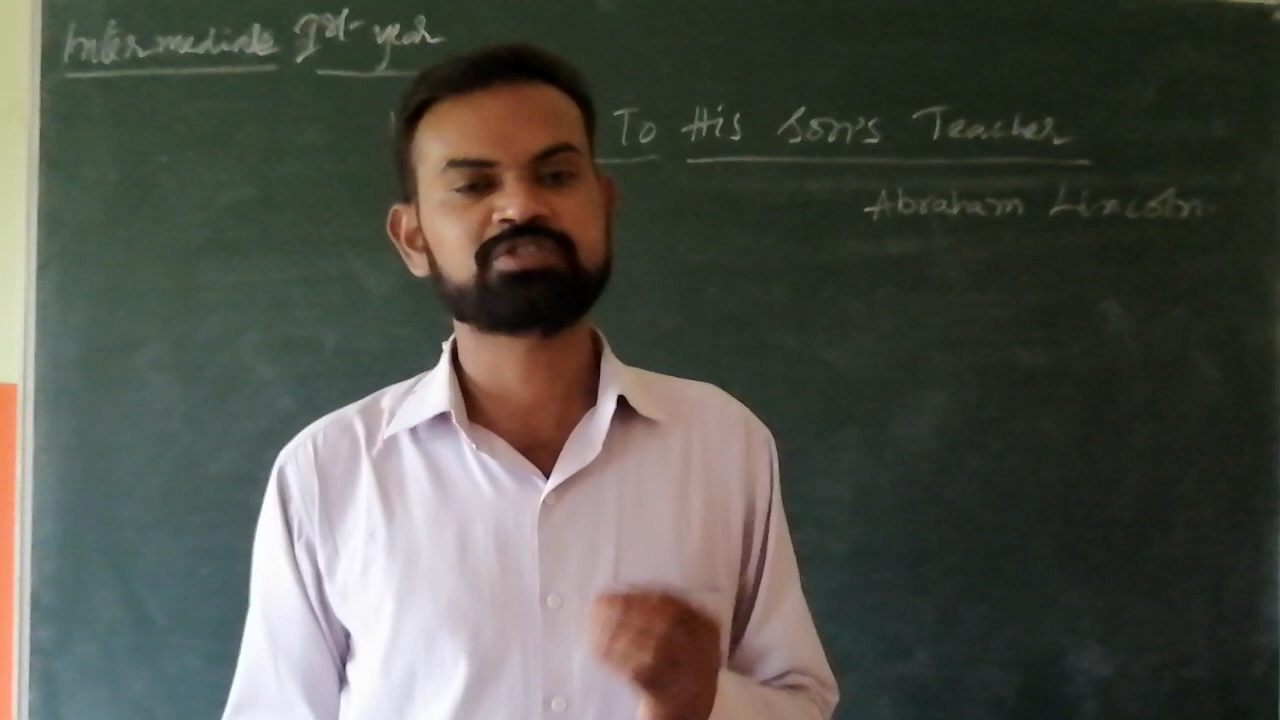 Intermediate Ist year
To His Son's Teacher
Abraham Lincoln